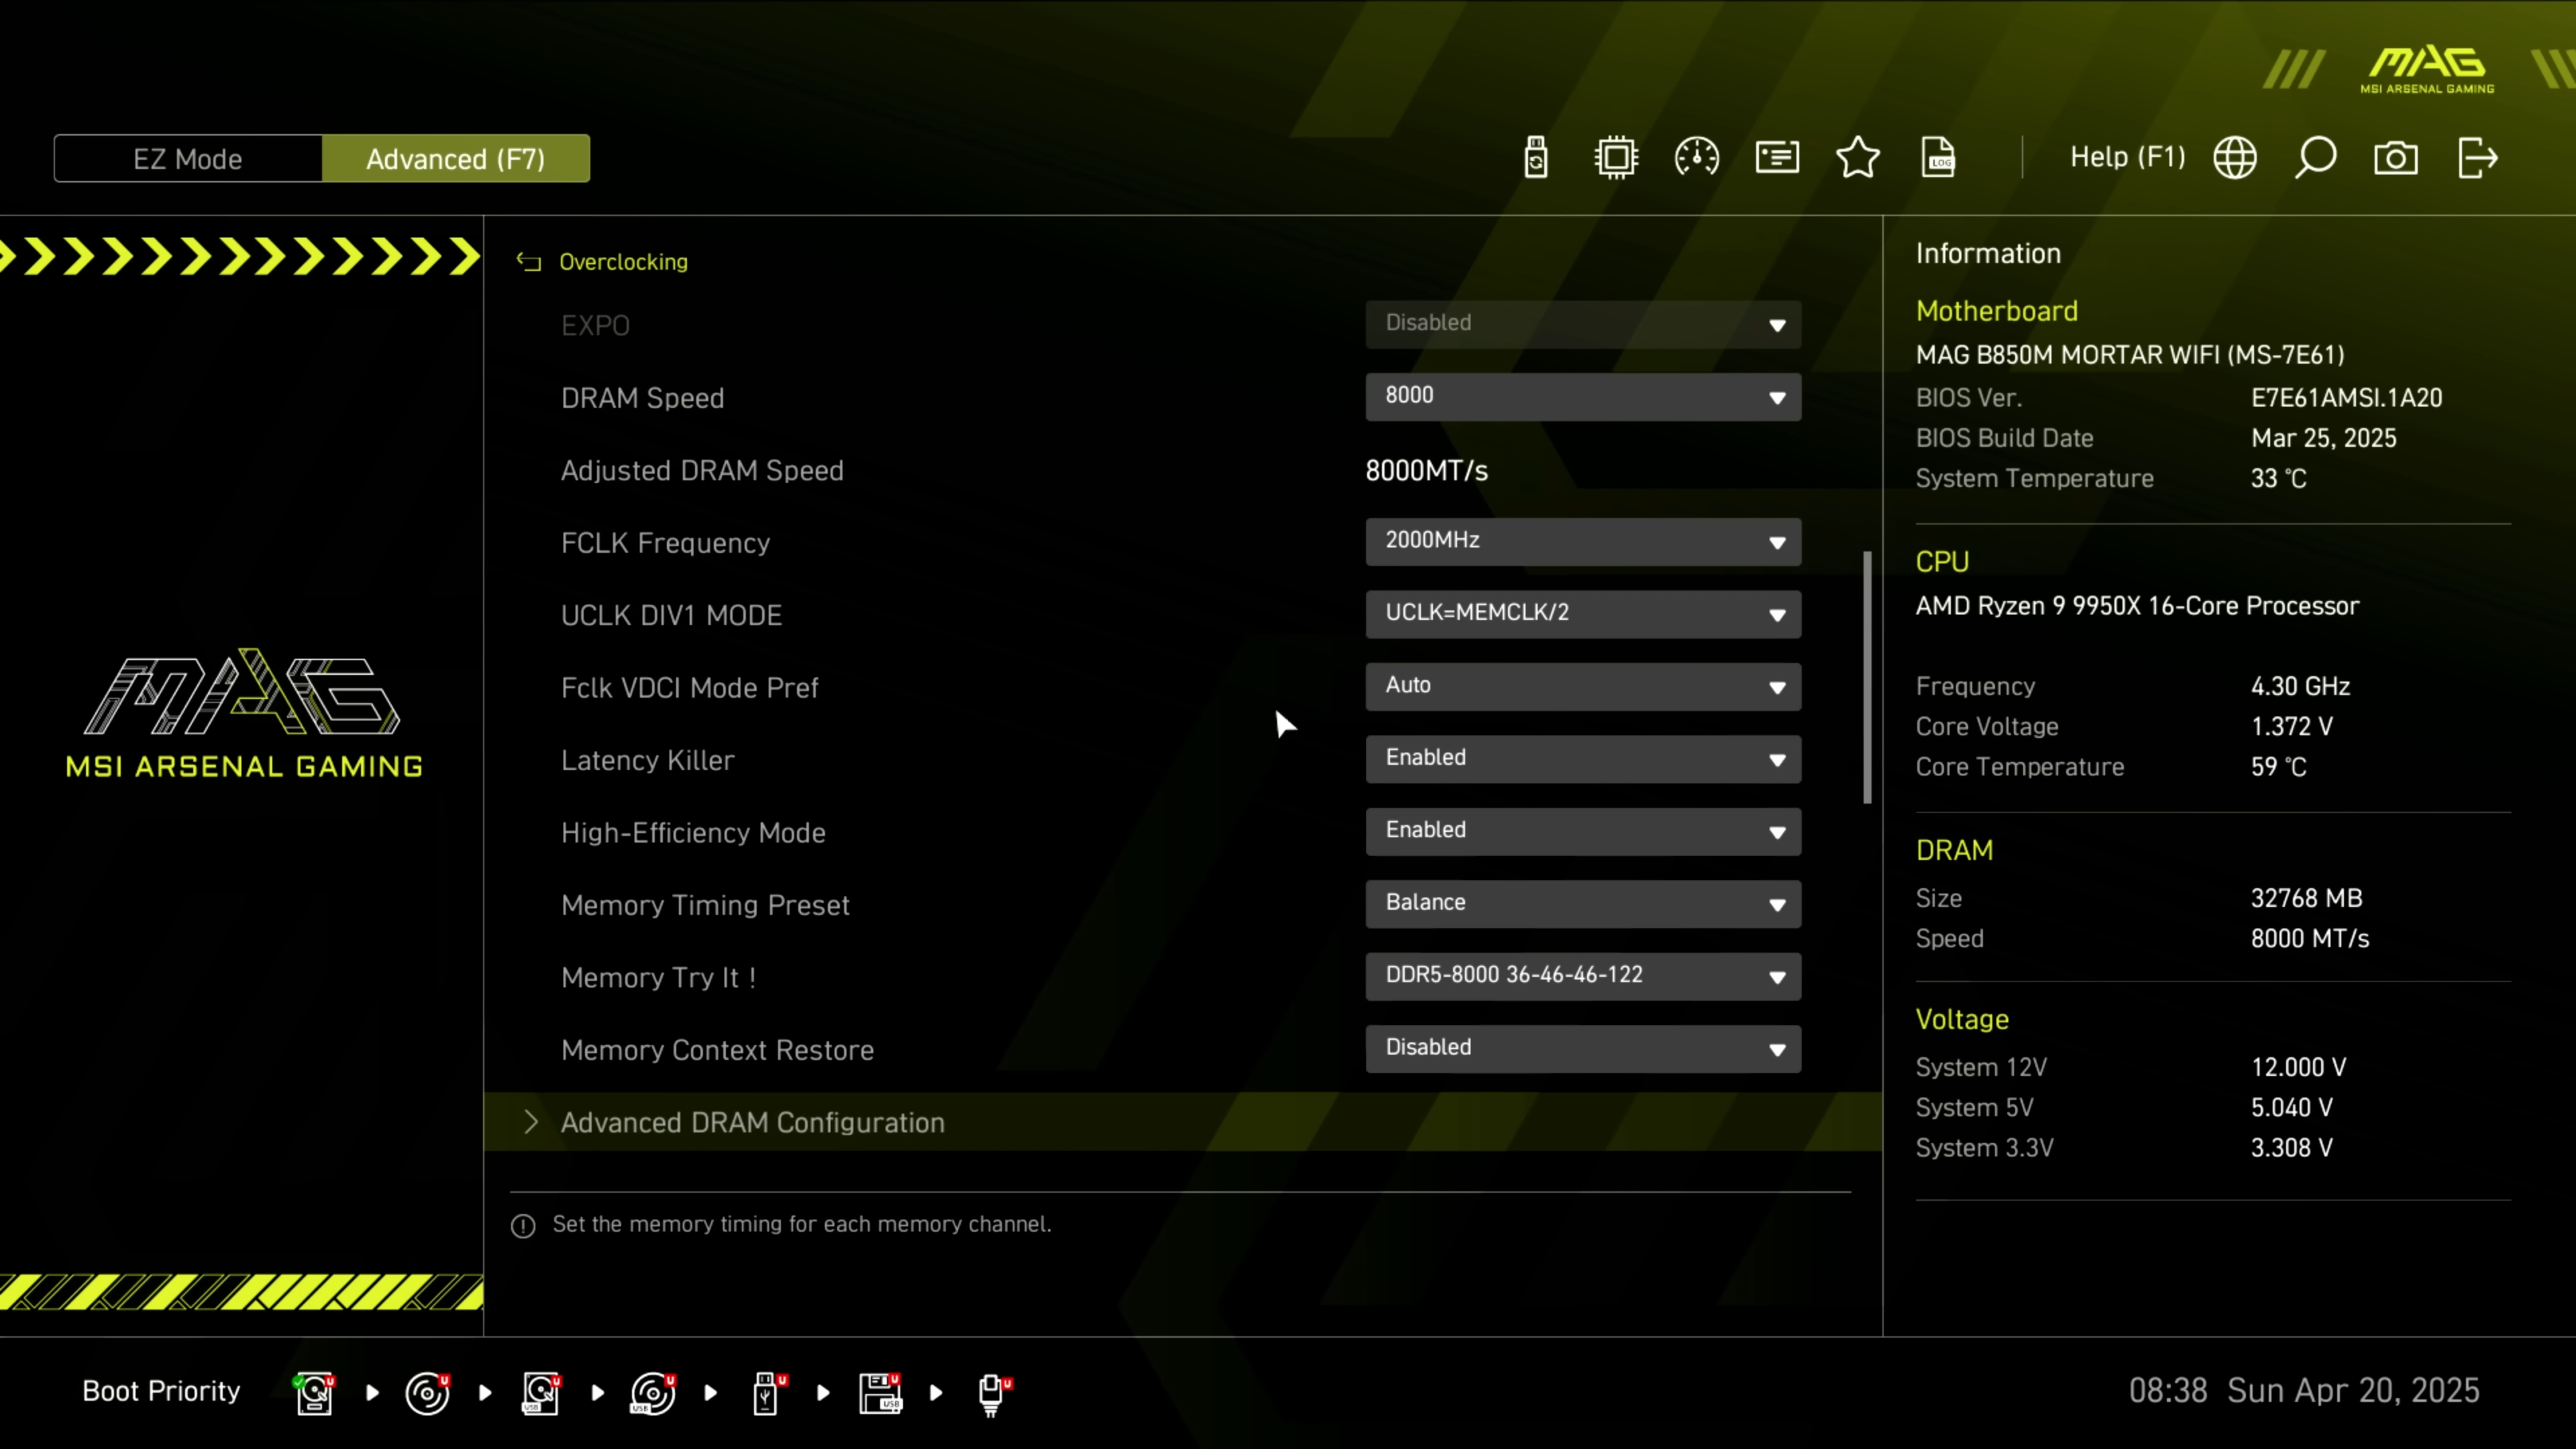 MAG
MSI ARSENAL GAMING
EZ Mode
Advanced (F7)
LOG
Help (F1)
MAG
MSI ARSENAL GAMING
Overclocking
EXPO Disabled
DRAM Speed 8000
Adjusted DRAM Speed 8000MT/s
FCLK Frequency 2000MHz
UCLK DIV1 MODE UCLK=MEMCLK/2
Fclk VDCI Mode Pref Auto
Latency Killer Enabled
High-Efficiency Mode Enabled
Memory Timing Preset Balance
Memory Try It ! DDR5-8000 36-46-46-122
Memory Context Restore Disabled
Advanced DRAM Configuration
Set the memory timing for each memory channel.
Information
Motherboard
MAG B850M MORTAR WIFI (MS-7E61)
BIOS Ver. E7E61AMSI.1A20
BIOS Build Date Mar 25, 2025
System Temperature 33 °C
CPU
AMD Ryzen 9 9950X 16-Core Processor
Frequency 4.30 GHz
Core Voltage 1.372 V
Core Temperature 59 °C
DRAM
Size 32768 MB
Speed 8000 MT/s
Voltage
System 12V 12.000 V
System 5V 5.040 V
System 3.3V 3.308 V
Boot Priority
U
U
U USB
U USB
U
U USB
U
08:38 Sun Apr 20, 2025